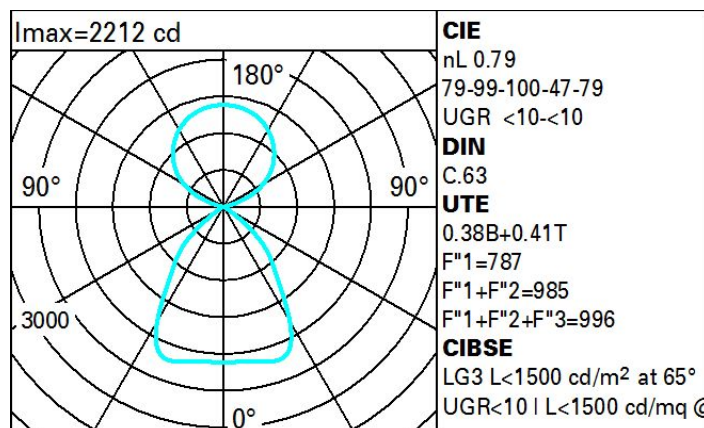 Imax=2212 cd
180°
90°
90°
3000
0°
CIE
nL 0.79
79-99-100-47-79
UGR <10-<10
DIN
C.63
UTE
0.38B+0.41T
F"1=787
F"1+F"2=985
F"1+F"2+F"3=996
CIBSE
LG3 L<1500 cd/m² at 65°
UGR<10 | L<1500 cd/mq @